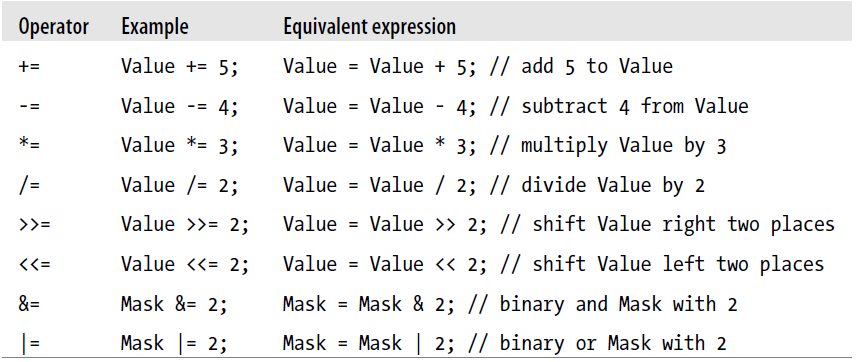 Operator Example Equivalent expression
+= Value += 5; Value = Value + 5; // add 5 to Value
-= Value -= 4; Value = Value - 4; // subtract 4 from Value
*= Value *= 3; Value = Value * 3; // multiply Value by 3
/= Value /= 2; Value = Value / 2; // divide Value by 2
>>= Value >>= 2; Value = Value >> 2; // shift Value right two places
<<= Value <<= 2; Value = Value << 2; // shift Value left two places
&= Mask &= 2; Mask = Mask & 2; // binary and Mask with 2
|= Mask |= 2; Mask = Mask | 2; // binary or Mask with 2